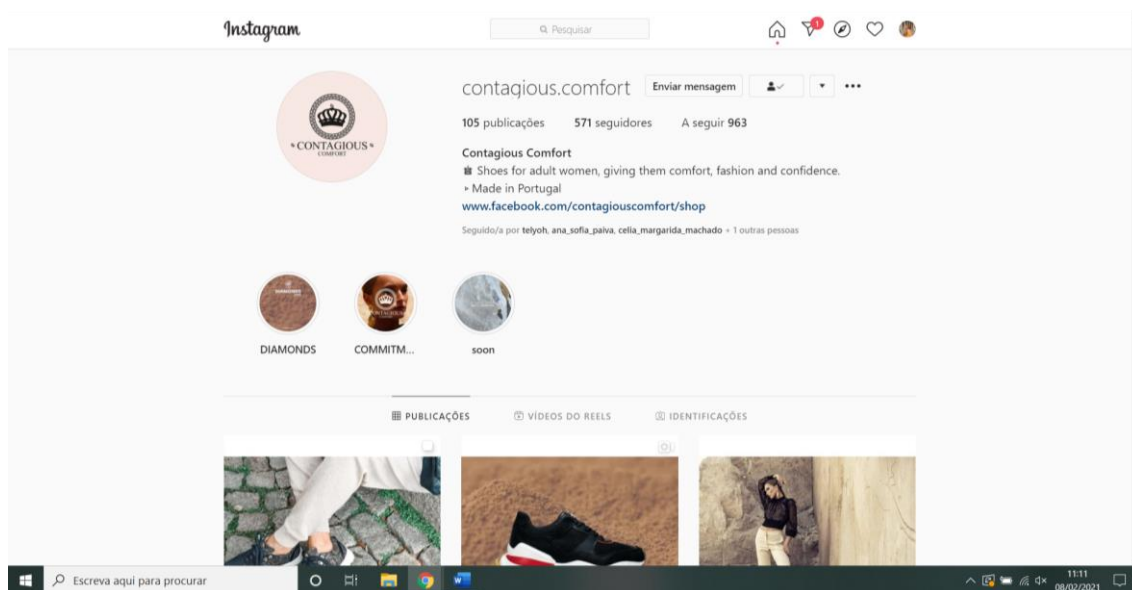 Instagram
Pesquisar
1
contagious.comfort Enviar mensagem
105 publicações 571 seguidores A seguir 963
Contagious Comfort
Shoes for adult women, giving them comfort, fashion and confidence.
Made in Portugal
www.facebook.com/contagiouscomfort/shop
Seguido/a por telyoh, ana_sofia_paiva, celia_margarida_machado + 1 outras pessoas
CONTAGIOUS
COMFORT
CONTAGIOUS
DIAMONDS COMMITM... soon
PUBLICAÇÕES VÍDEOS DO REELS IDENTIFICAÇÕES
Escreva aqui para procurar
11:11
08/02/2021